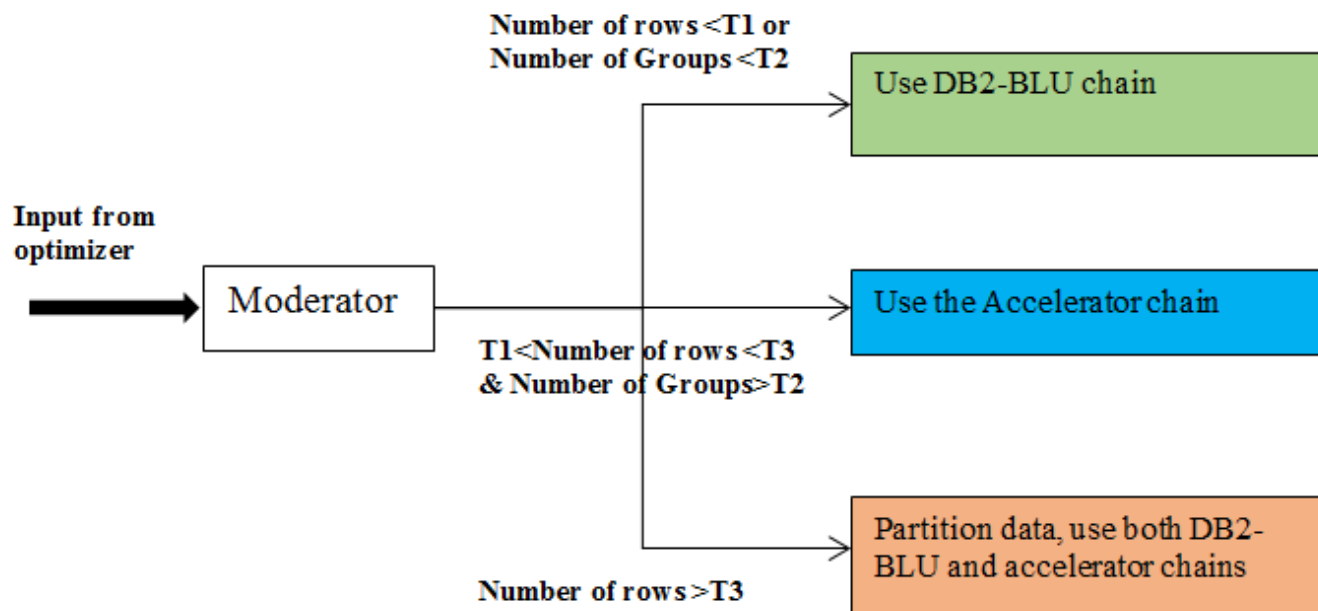 Number of rows <T1 or
Number of Groups <T2
Use DB2-BLU chain
Input from
optimizer
Moderator
Use the Accelerator chain
T1<Number of rows <T3
& Number of Groups>T2
Partition data, use both DB2-
BLU and accelerator chains
Number of rows >T3